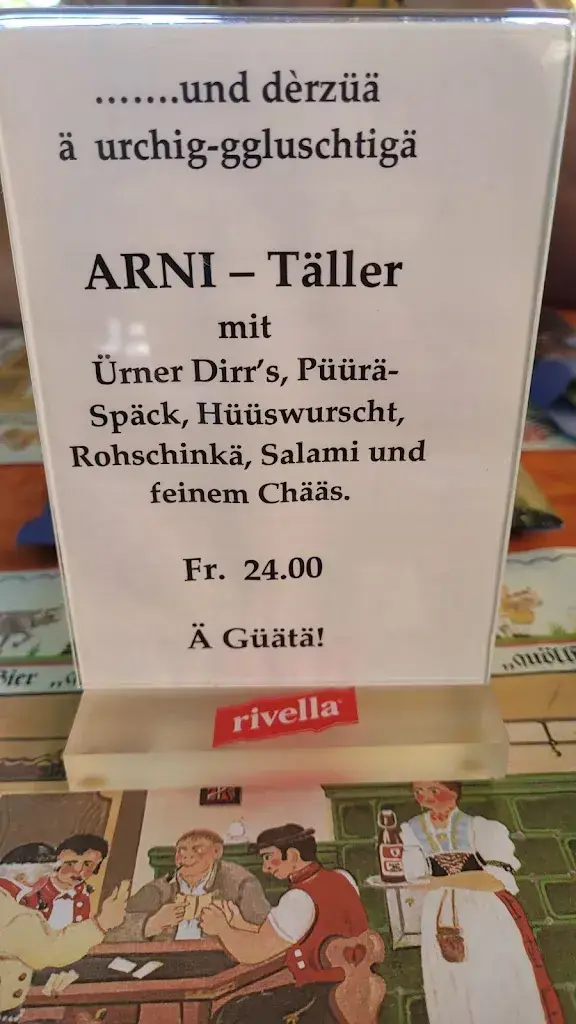 .......und dèrzüä
ä urchig-ggluschtigä
ARNI – Täller
mit
Ürner Dirr's, Püürä-
Späck, Hüüswurscht,
Rohschinkä, Salami und
feinem Chääs.
Fr. 24.00
Ä Güätä!
rivella